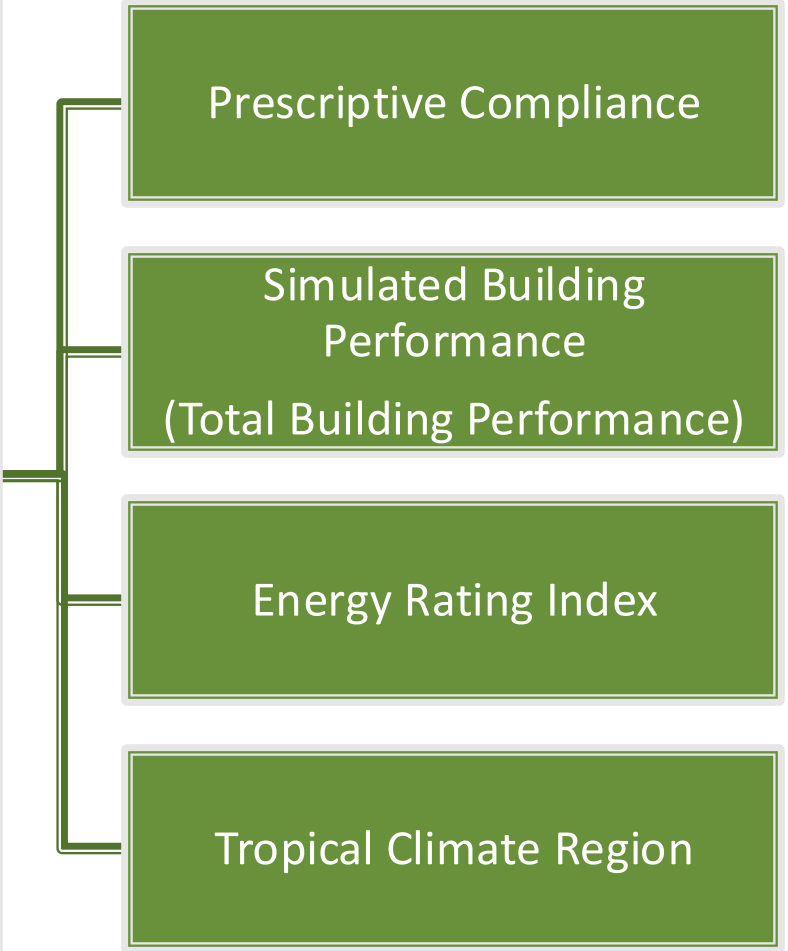 Prescriptive Compliance
Simulated Building
Performance
(Total Building Performance)
Energy Rating Index
Tropical Climate Region